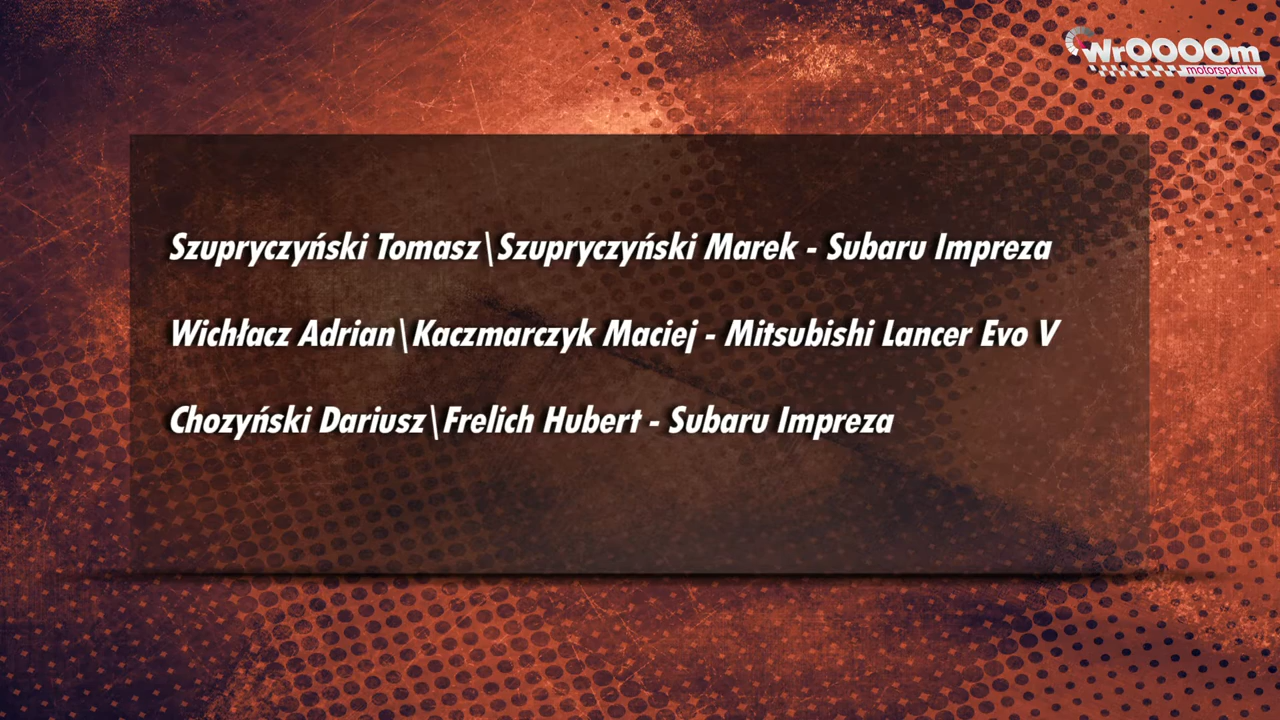 wrOOOOm
motorsport tv
Szupryczyński Tomasz\Szupryczyński Marek - Subaru Impreza
Wichłacz Adrian\Kaczmarczyk Maciej - Mitsubishi Lancer Evo V
Chozyński Dariusz\Frelich Hubert - Subaru Impreza